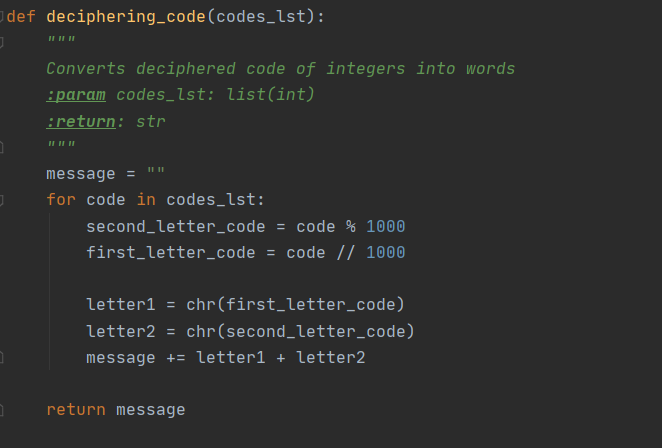 def deciphering_code(codes_lst):
    """
    Converts deciphered code of integers into words
    :param codes_lst: list(int)
    :return: str
    """
    message = ""
    for code in codes_lst:
        second_letter_code = code % 1000
        first_letter_code = code // 1000

        letter1 = chr(first_letter_code)
        letter2 = chr(second_letter_code)
        message += letter1 + letter2

    return message